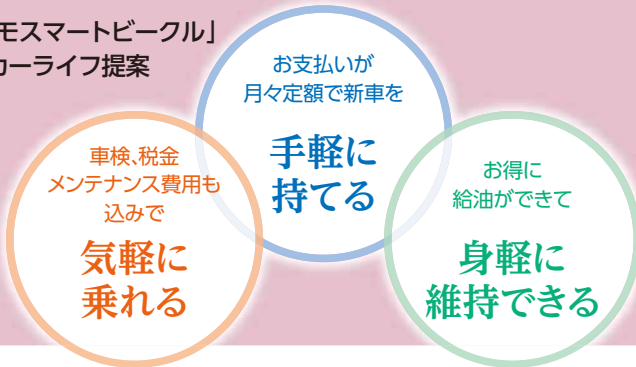 モスマートビークル」
カーライフ提案
お支払いが
月々定額で新車を
手軽に
持てる
車検、税金
メンテナンス費用も
込みで
気軽に
乗れる
お得に
給油ができて
身軽に
維持できる